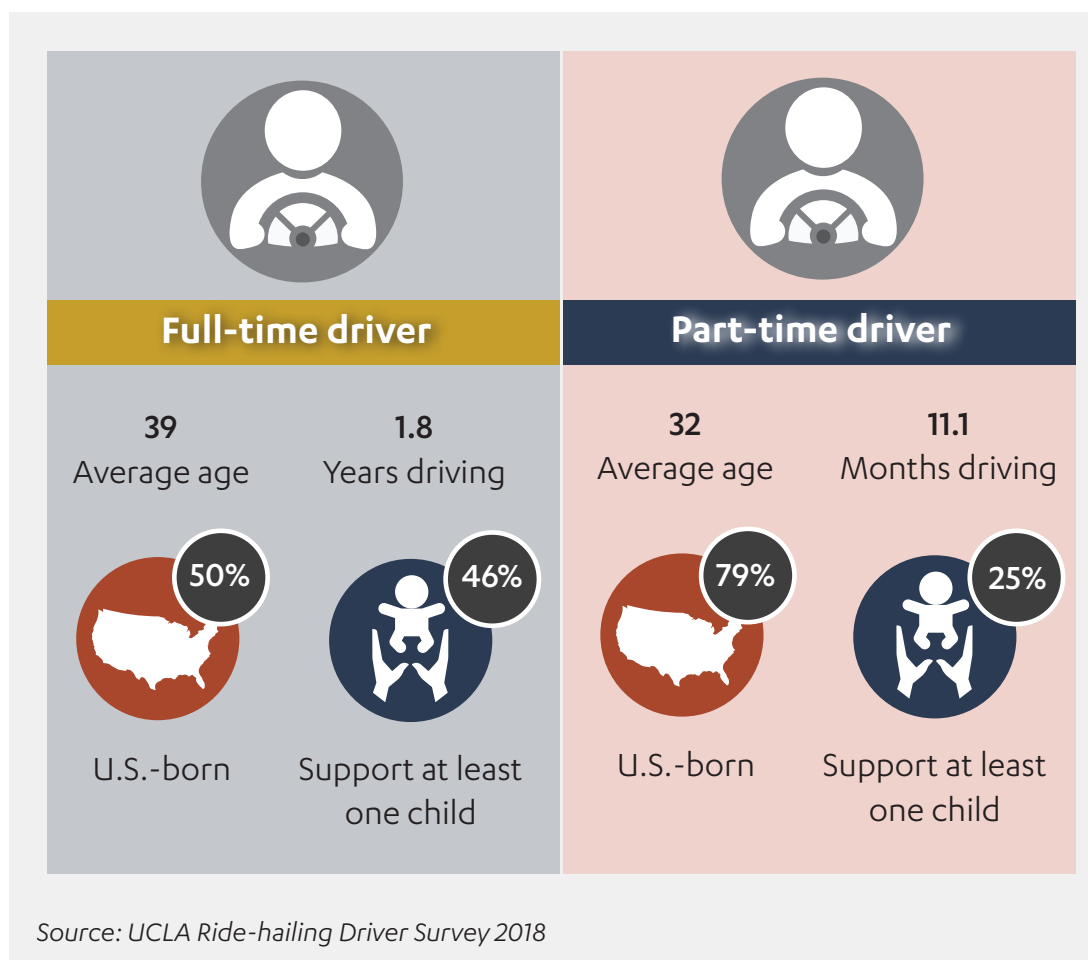 Full-time driver
39
Average age
1.8
Years driving
50%
U.S.-born
46%
Support at least
one child
Part-time driver
32
Average age
11.1
Months driving
79%
U.S.-born
25%
Support at least
one child
Source: UCLA Ride-hailing Driver Survey 2018